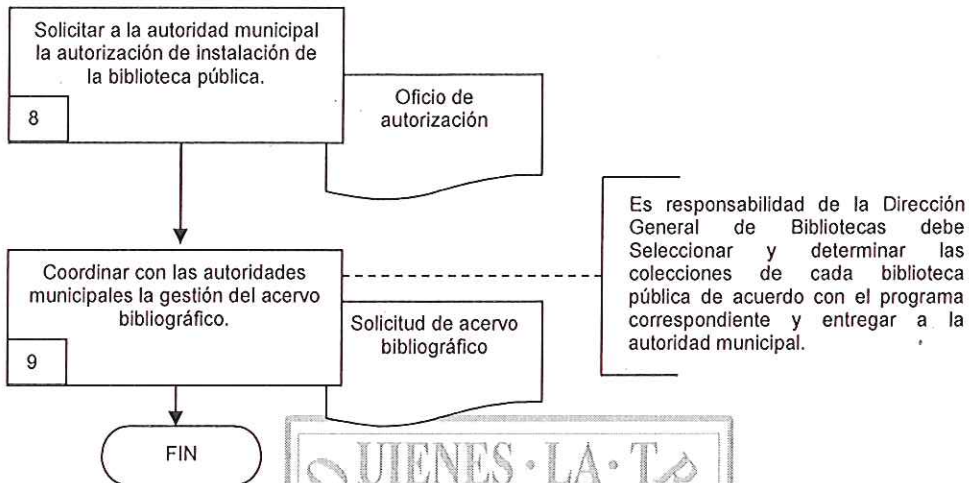 Solicitar a la autoridad municipal
la autorización de instalación de
la biblioteca pública.
8
Oficio de
autorización
Es responsabilidad de la Dirección
General de Bibliotecas debe
Seleccionar y determinar las
colecciones de cada biblioteca
pública de acuerdo con el programa
correspondiente y entregar a la
autoridad municipal.
Coordinar con las autoridades
municipales la gestión del acervo
bibliográfico.
9
Solicitud de acervo
bibliográfico
FIN
UIENES · LA · T